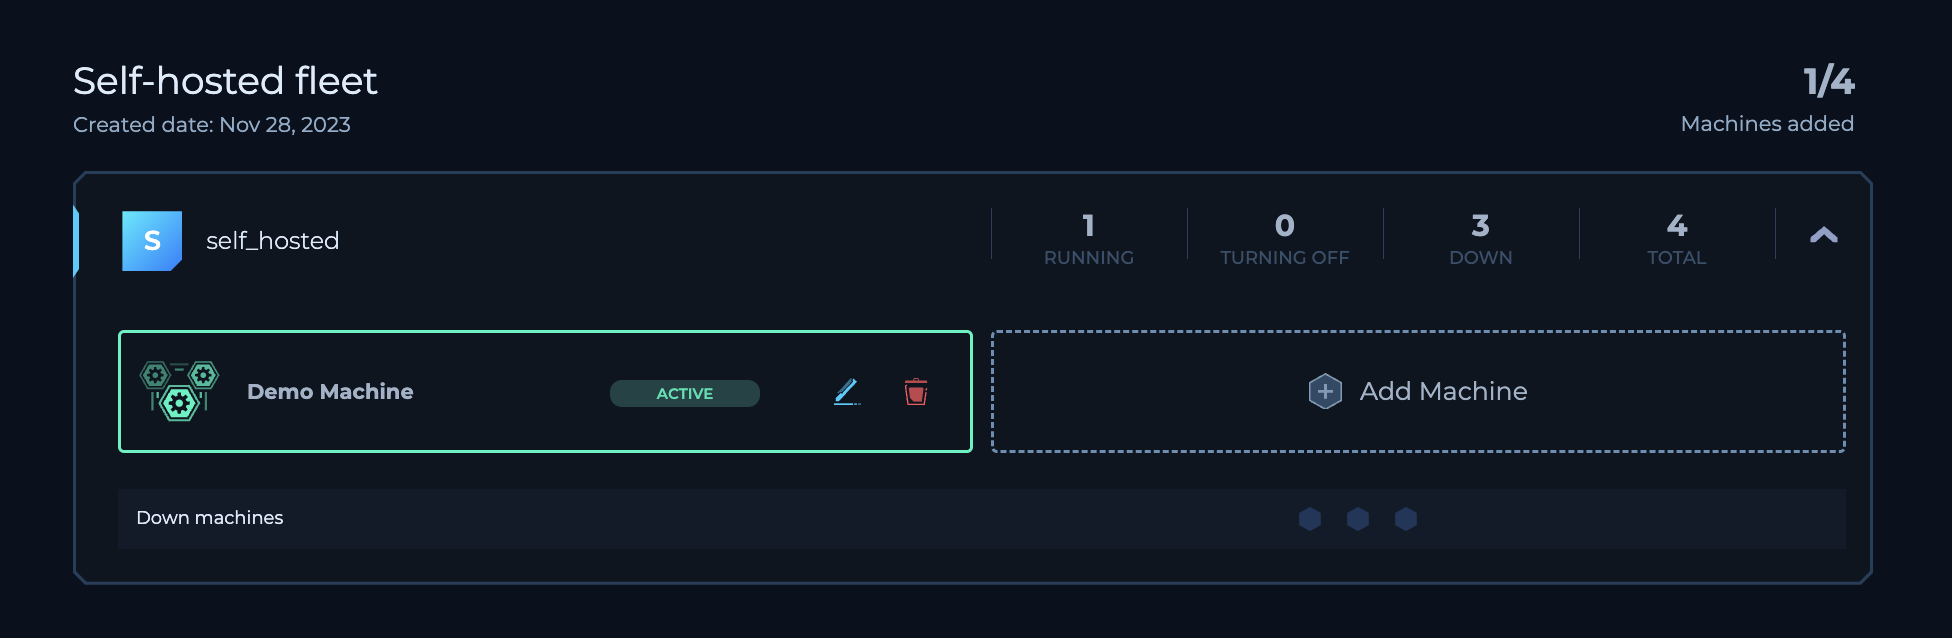 Self-hosted fleet
Created date: Nov 28, 2023
1/4
Machines added
S
self_hosted
1
RUNNING
0
TURNING OFF
3
DOWN
4
TOTAL
Demo Machine
ACTIVE
Add Machine
Down machines